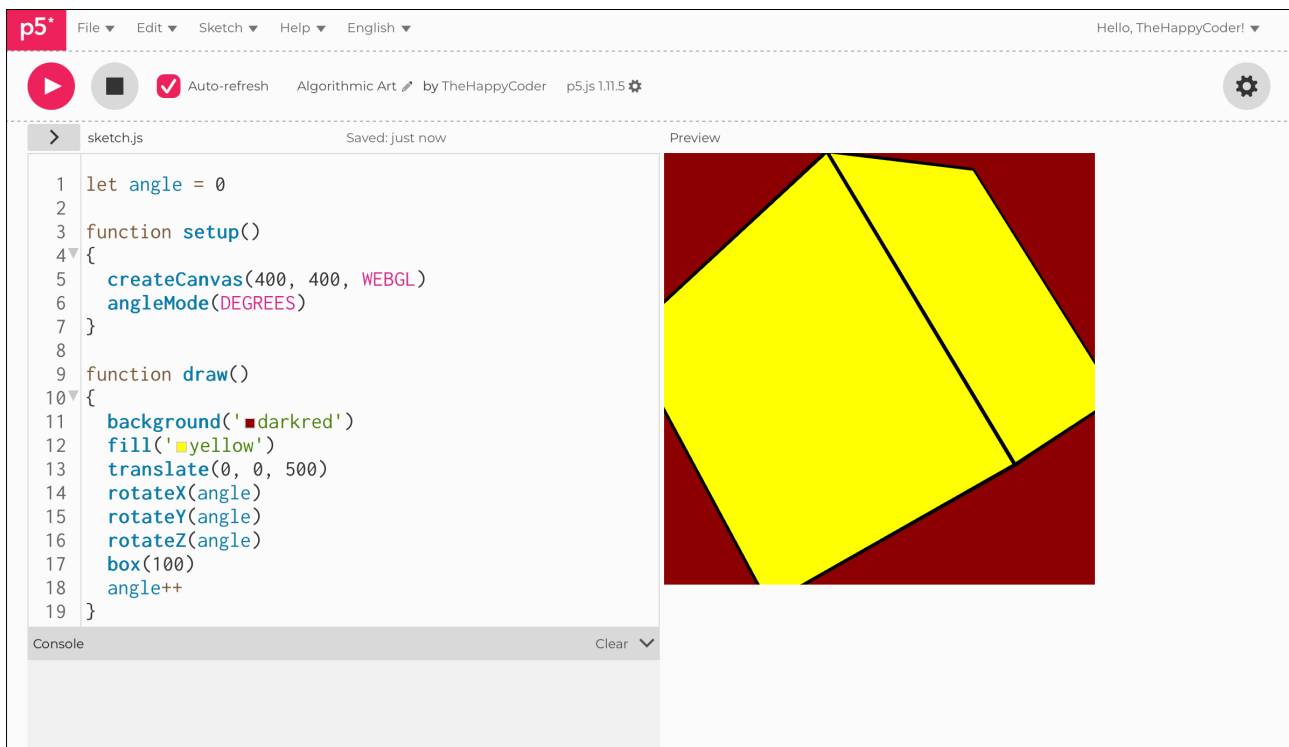 p5* File Edit Sketch Help English Hello, TheHappyCoder!
Auto-refresh Algorithmic Art by TheHappyCoder p5.js 1.11.5
sketch.js Saved: just now Preview
1 let angle = 0
2
3 function setup()
4 {
5 createCanvas(400, 400, WEBGL)
6 angleMode(DEGREES)
7 }
8
9 function draw()
10 {
11 background('darkred')
12 fill('yellow')
13 translate(0, 0, 500)
14 rotateX(angle)
15 rotateY(angle)
16 rotateZ(angle)
17 box(100)
18 angle++
19 }
Console Clear